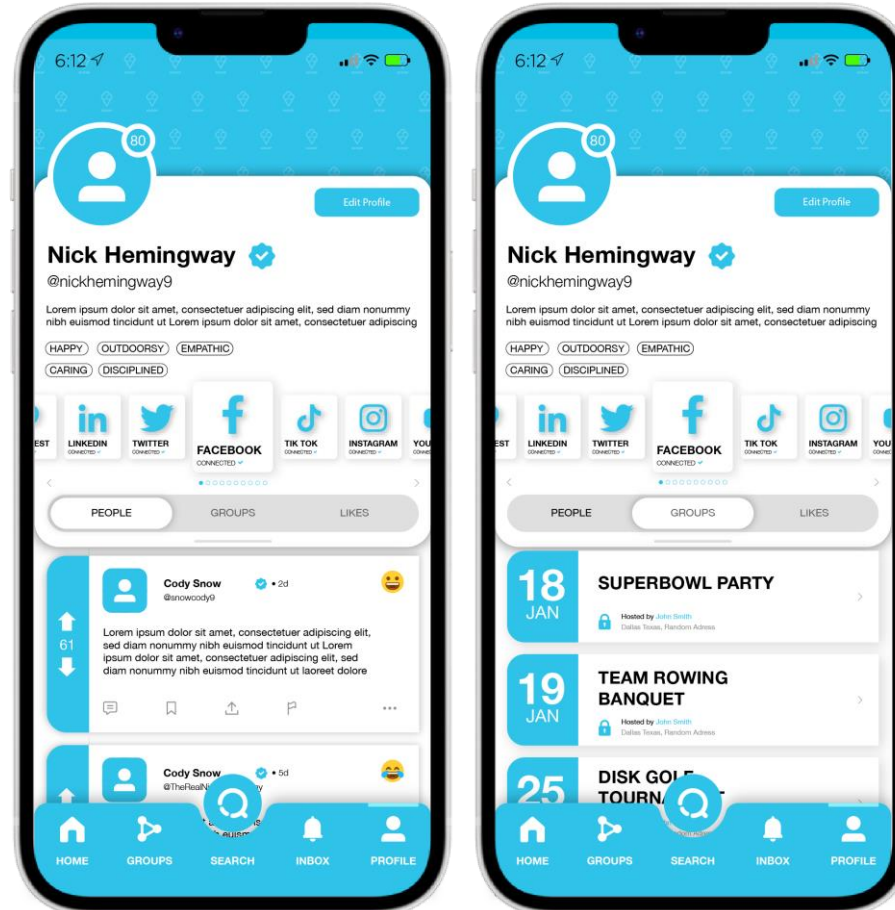 6:12
80
Edit Profile
Nick Hemingway
@nickhemingway9
Lorem ipsum dolor sit amet, consectetuer adipiscing elit, sed diam nonummy
nibh euismod tincidunt ut Lorem ipsum dolor sit amet, consectetuer adipiscing
HAPPY OUTDOORSY EMPATHIC
CARING DISCIPLINED
EST LINKEDIN TWITTER FACEBOOK TIK TOK INSTAGRAM YOU
CONNECTED CONNECTED CONNECTED CONNECTED CONNECTED
PEOPLE GROUPS LIKES
Cody Snow • 2d
@snowcody9
61
Lorem ipsum dolor sit amet, consectetuer adipiscing elit,
sed diam nonummy nibh euismod tincidunt ut Lorem
ipsum dolor sit amet, consectetuer adipiscing elit, sed
diam nonummy nibh euismod tincidunt ut laoreet dolore
Cody Snow • 5d
HOME GROUPS SEARCH INBOX PROFILE
6:12
80
Edit Profile
Nick Hemingway
@nickhemingway9
Lorem ipsum dolor sit amet, consectetuer adipiscing elit, sed diam nonummy
nibh euismod tincidunt ut Lorem ipsum dolor sit amet, consectetuer adipiscing
HAPPY OUTDOORSY EMPATHIC
CARING DISCIPLINED
EST LINKEDIN TWITTER FACEBOOK TIK TOK INSTAGRAM YOU
CONNECTED CONNECTED CONNECTED CONNECTED CONNECTED
PEOPLE GROUPS LIKES
18 JAN
SUPERBOWL PARTY
Hosted by John Smith
Dallas Texas, Random Adress
19 JAN
TEAM ROWING
BANQUET
Hosted by John Smith
Dallas Texas, Random Adress
25
DISK GOLF
HOME GROUPS SEARCH INBOX PROFILE